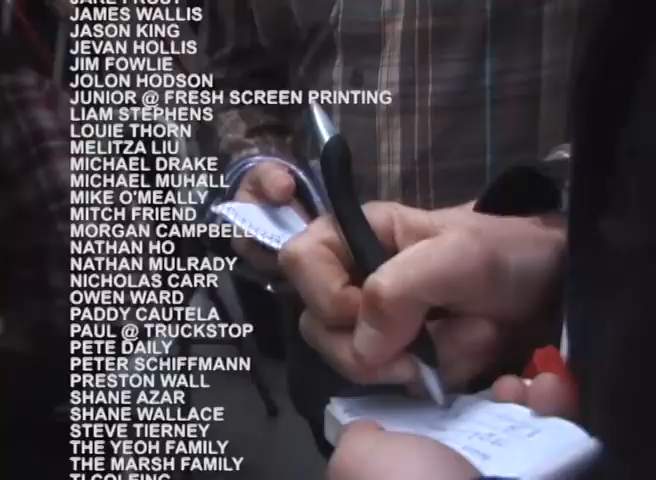 JAMES WALLIS
JASON KING
JEVAN HOLLIS
JIM FOWLIE
JOLON HODSON
JUNIOR @ FRESH SCREEN PRINTING
LIAM STEPHENS
LOUIE THORN
MELITZA LIU
MICHAEL DRAKE
MICHAEL MUHALL
MIKE O'MEALLY
MITCH FRIEND
MORGAN CAMPBELL
NATHAN HO
NATHAN MULRADY
NICHOLAS CARR
OWEN WARD
PADDY CAUTELA
PAUL @ TRUCKSTOP
PETE DAILY
PETER SCHIFFMANN
PRESTON WALL
SHANE AZAR
SHANE WALLACE
STEVE TIERNEY
THE YEOH FAMILY
THE MARSH FAMILY